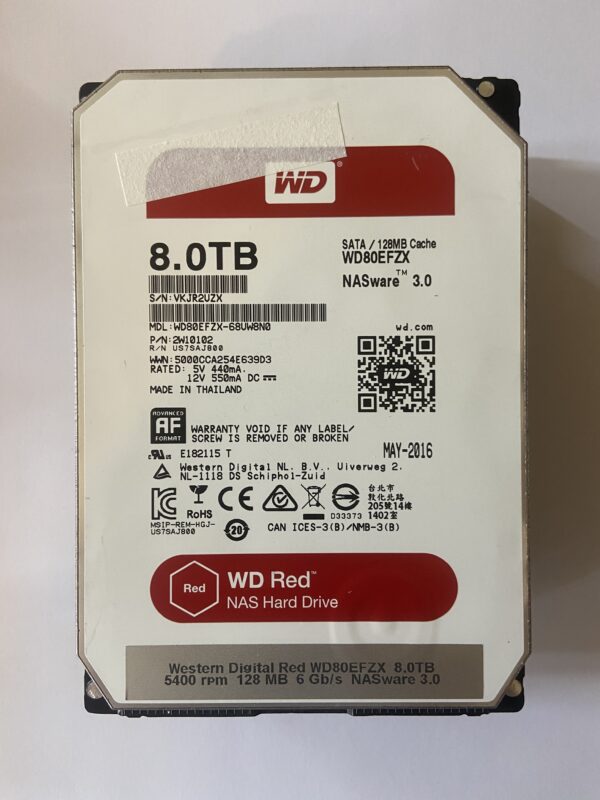 WD®
8.0TB
SATA / 128MB Cache
WD80EFZX
NASware™ 3.0
S/N: VKJR2UZX
MDL: WD80EFZX-68UW8N0
P/N: 2W10102
R/N US7SAJ800
WWN: 5000CCA254E639D3
RATED: 5V 440mA.
12V 550mA DC
MADE IN THAILAND
wd.com
WD
ADVANCED
AF
FORMAT
WARRANTY VOID IF ANY LABEL/
SCREW IS REMOVED OR BROKEN
E182115 T
MAY-2016
Western Digital NL. B.V., Uiverweg 2.
NL-1118 DS Schiphol-Zuid
RoHS
CE
D33373
台北市
敦化北路
205號14樓
1402室
MSIP-REM-HGJ-
US7SAJ800
20
CAN ICES-3(B)/NMB-3(B)
Red
WD Red™
NAS Hard Drive
Western Digital Red WD80EFZX 8.0TB
5400 rpm 128 MB 6 Gb/s NASware 3.0